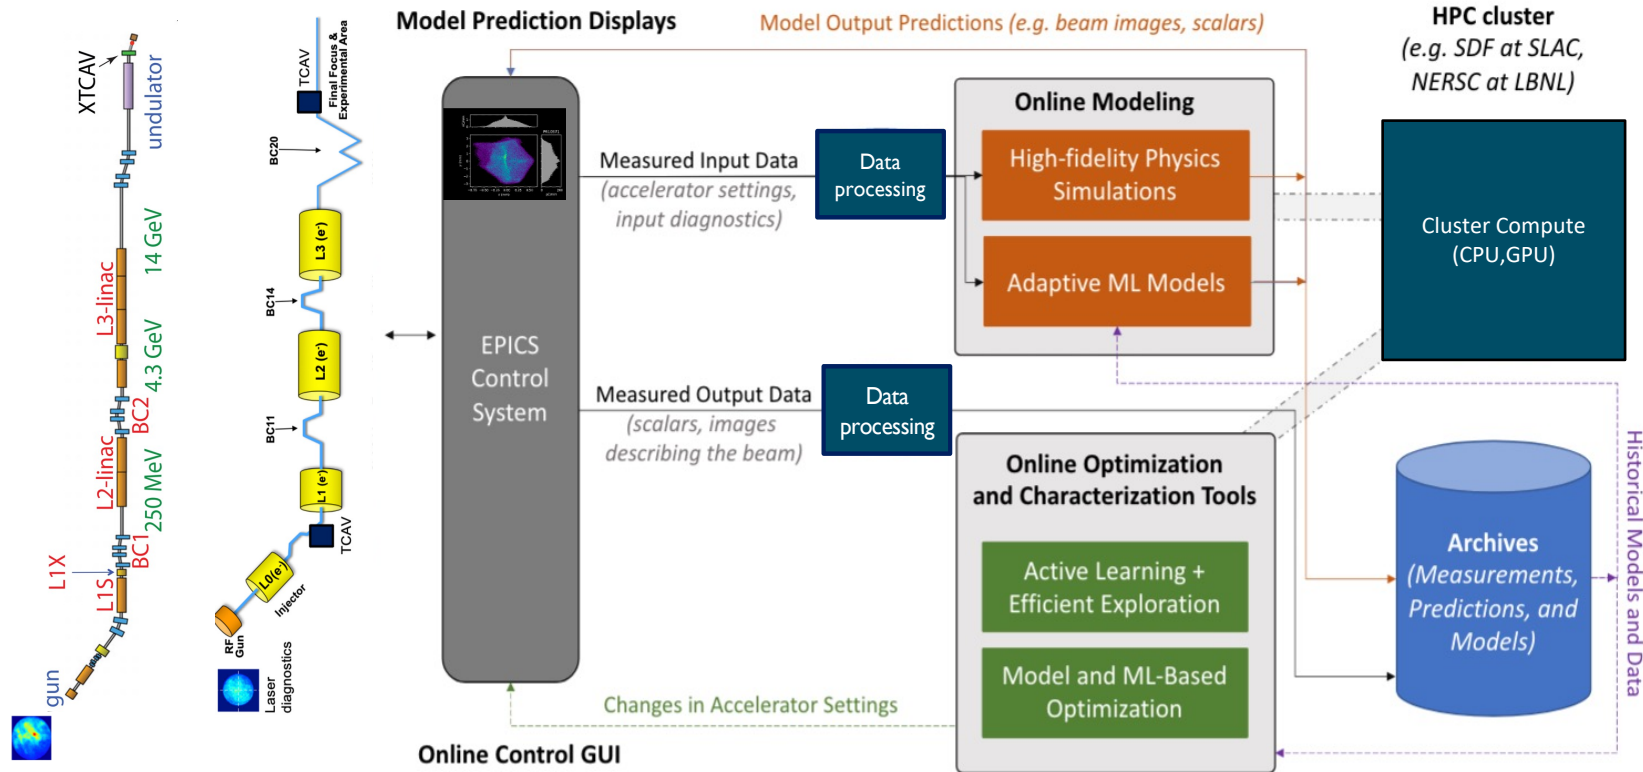 Model Prediction Displays
Model Output Predictions (e.g. beam images, scalars)
HPC cluster
(e.g. SDF at SLAC,
NERSC at LBNL)
XTCAV
undulator
14 GeV
L3-linac
4.3 GeV
BC2
L2-linac
250 MeV
BC1
L1X
L1S
gun
TCAV
Final Focus &
Experimental Area
BC20
L3 (e-)
BC14
L2 (e-)
BC11
L1 (e-)
TCAV
L0(e-)
Injector
RF
Gun
Laser
diagnostics
EPICS
Control
System
Measured Input Data
(accelerator settings,
input diagnostics)
Data
processing
Online Modeling
High-fidelity Physics
Simulations
Adaptive ML Models
Cluster Compute
(CPU,GPU)
Measured Output Data
(scalars, images
describing the beam)
Data
processing
Online Optimization
and Characterization Tools
Active Learning +
Efficient Exploration
Model and ML-Based
Optimization
Archives
(Measurements,
Predictions, and
Models)
Historical Models and Data
Changes in Accelerator Settings
Online Control GUI